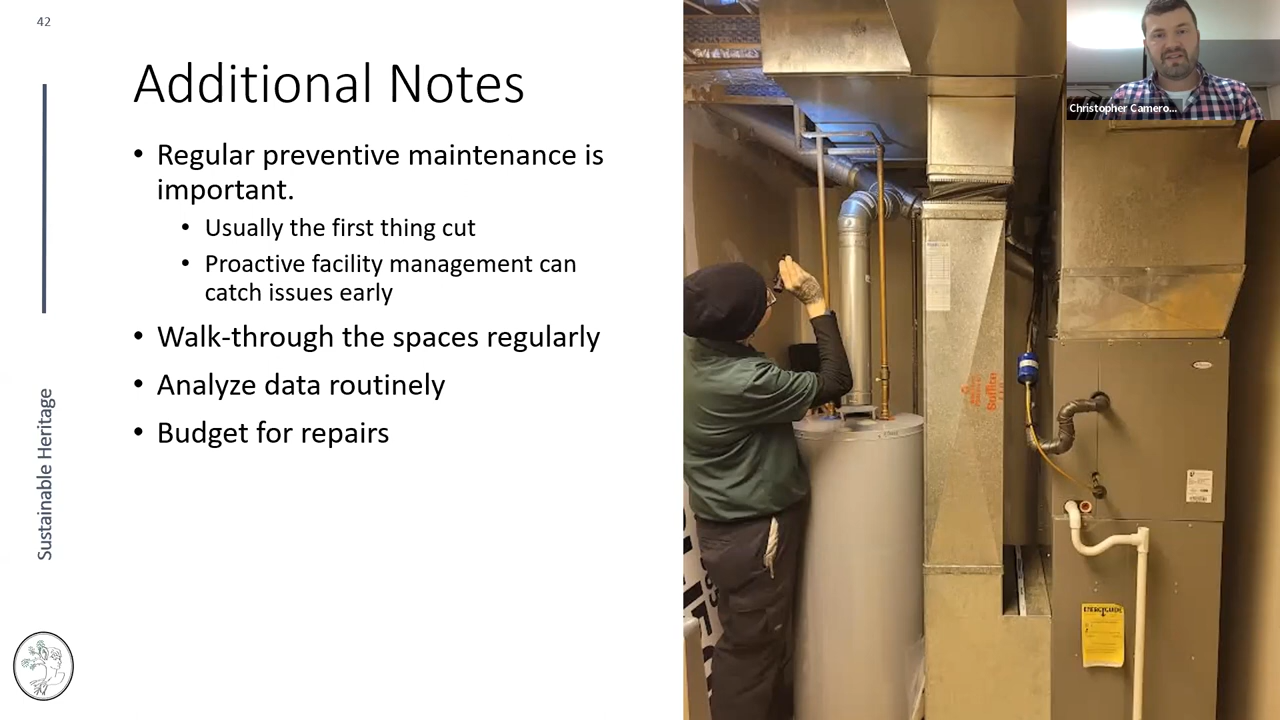 42
Additional Notes
• Regular preventive maintenance is
important.
• Usually the first thing cut
• Proactive facility management can
catch issues early
• Walk-through the spaces regularly
• Analyze data routinely
• Budget for repairs
Sustainable Heritage
Christopher Camero...
ENERGYGUIDE